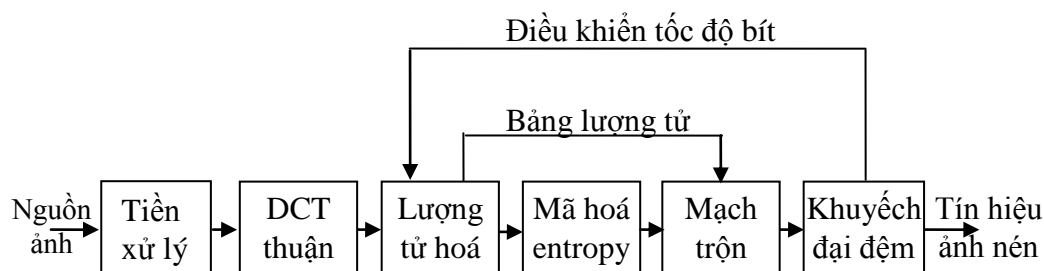 Điều khiển tốc độ bít
Bảng lượng tử
Nguồn
ảnh
Tiền
xử lý
DCT
thuận
Lượng
tử hoá
Mã hoá
entropy
Mạch
trộn
Khuyếch
đại đệm
Tín hiệu
ảnh nén